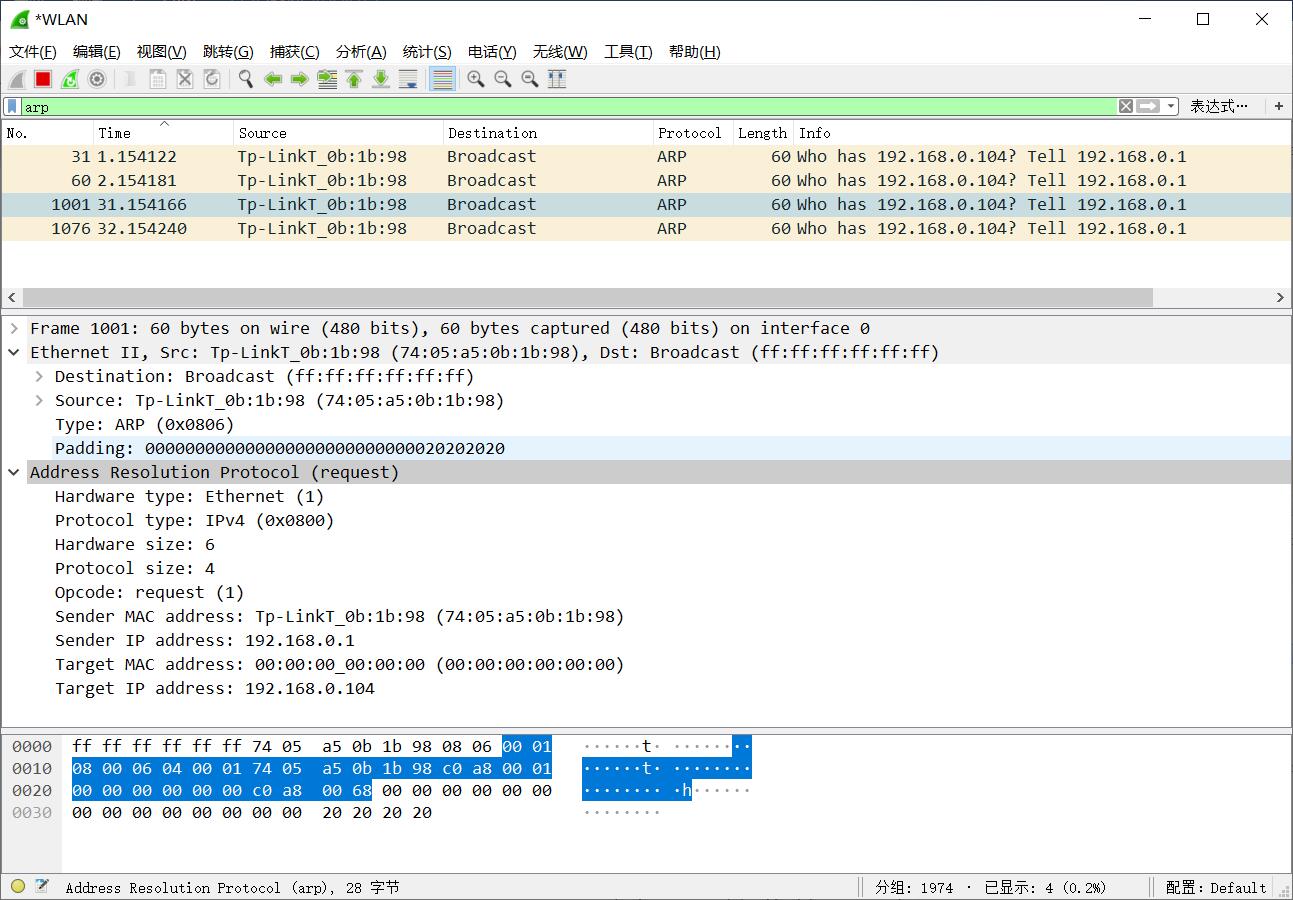 *WLAN
文件(F) 编辑(E) 视图(V) 跳转(G) 捕获(C) 分析(A) 统计(S) 电话(Y) 无线(W) 工具(T) 帮助(H)
arp 表达式… +
No. Time Source Destination Protocol Length Info
31 1.154122 Tp-LinkT_0b:1b:98 Broadcast ARP 60 Who has 192.168.0.104? Tell 192.168.0.1
60 2.154181 Tp-LinkT_0b:1b:98 Broadcast ARP 60 Who has 192.168.0.104? Tell 192.168.0.1
1001 31.154166 Tp-LinkT_0b:1b:98 Broadcast ARP 60 Who has 192.168.0.104? Tell 192.168.0.1
1076 32.154240 Tp-LinkT_0b:1b:98 Broadcast ARP 60 Who has 192.168.0.104? Tell 192.168.0.1
Frame 1001: 60 bytes on wire (480 bits), 60 bytes captured (480 bits) on interface 0
Ethernet II, Src: Tp-LinkT_0b:1b:98 (74:05:a5:0b:1b:98), Dst: Broadcast (ff:ff:ff:ff:ff:ff)
Destination: Broadcast (ff:ff:ff:ff:ff:ff)
Source: Tp-LinkT_0b:1b:98 (74:05:a5:0b:1b:98)
Type: ARP (0x0806)
Padding: 000000000000000000000000000020202020
Address Resolution Protocol (request)
Hardware type: Ethernet (1)
Protocol type: IPv4 (0x0800)
Hardware size: 6
Protocol size: 4
Opcode: request (1)
Sender MAC address: Tp-LinkT_0b:1b:98 (74:05:a5:0b:1b:98)
Sender IP address: 192.168.0.1
Target MAC address: 00:00:00_00:00:00 (00:00:00:00:00:00)
Target IP address: 192.168.0.104
0000 ff ff ff ff ff ff 74 05 a5 0b 1b 98 08 06 00 01 ······t· ········
0010 08 00 06 04 00 01 74 05 a5 0b 1b 98 c0 a8 00 01 ······t· ········
0020 00 00 00 00 00 00 c0 a8 00 68 00 00 00 00 00 00 ········ ·h······
0030 00 00 00 00 00 00 00 00 20 20 20 20 ········
Address Resolution Protocol (arp), 28 字节 分组: 1974 · 已显示: 4 (0.2%) 配置: Default